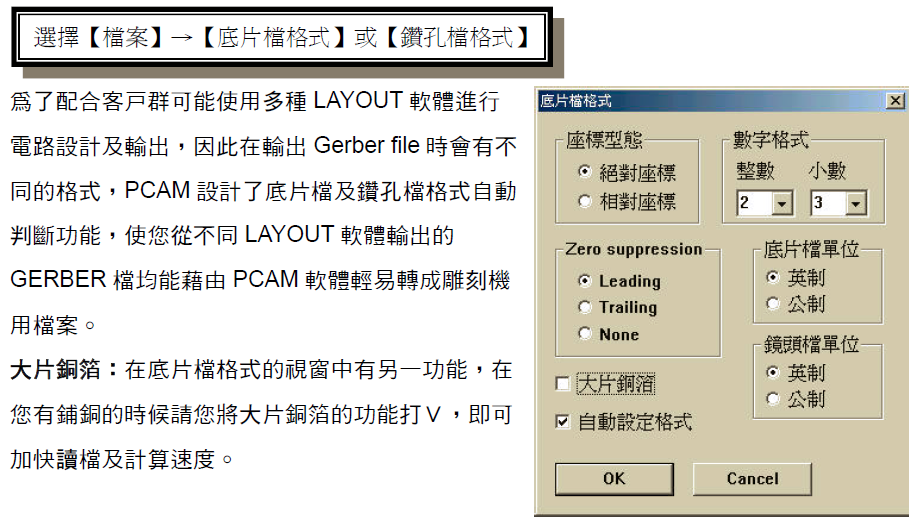 選擇【檔案】→【底片檔格式】或【鑽孔檔格式】
為了配合客戶群可能使用多種 LAYOUT 軟體進行
電路設計及輸出，因此在輸出 Gerber file 時會有不
同的格式，PCAM 設計了底片檔及鑽孔檔格式自動
判斷功能，使您從不同 LAYOUT 軟體輸出的
GERBER 檔均能藉由 PCAM 軟體輕易轉成雕刻機
用檔案。
大片銅箔：在底片檔格式的視窗中有另一功能，在
您有鋪銅的時候請您將大片銅箔的功能打∨，即可
加快讀檔及計算速度。
底片檔格式
座標型態
絕對座標
相對座標
數字格式
整數 小數
2 3
Zero suppression
Leading
Trailing
None
底片檔單位
英制
公制
鏡頭檔單位
英制
公制
大片銅箔
自動設定格式
OK Cancel